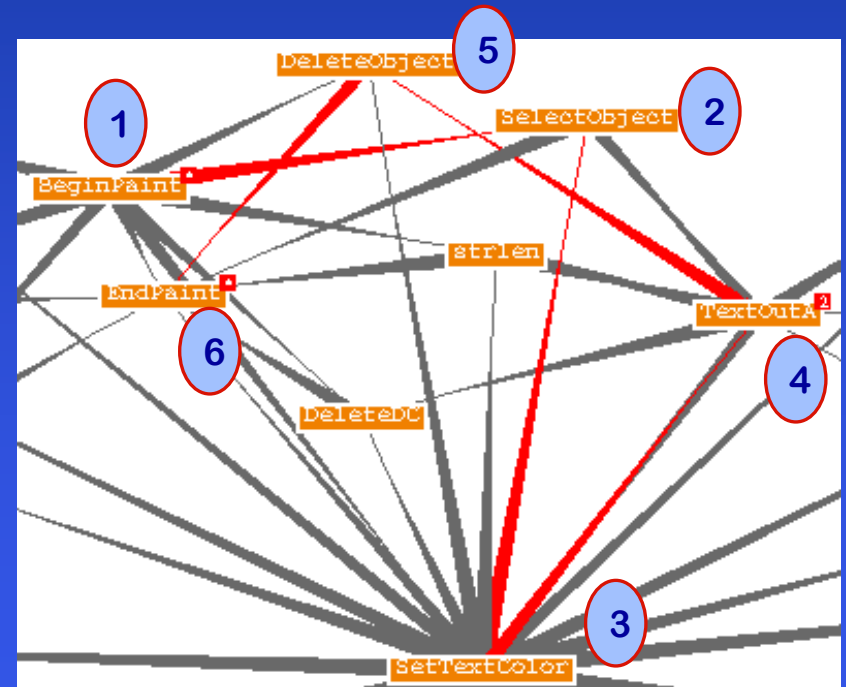 5
DeleteObject
2
SelectObject
1
BeginPaint
strlen
EndPaint
TextOutA
2
6
4
DeleteDC
3
SetTextColor